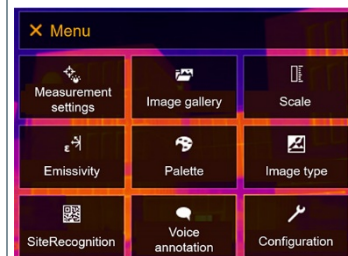 Menu
Measurement
settings
Image gallery
Scale
ε
Emissivity
Palette
Image type
SiteRecognition
Voice
annotation
Configuration